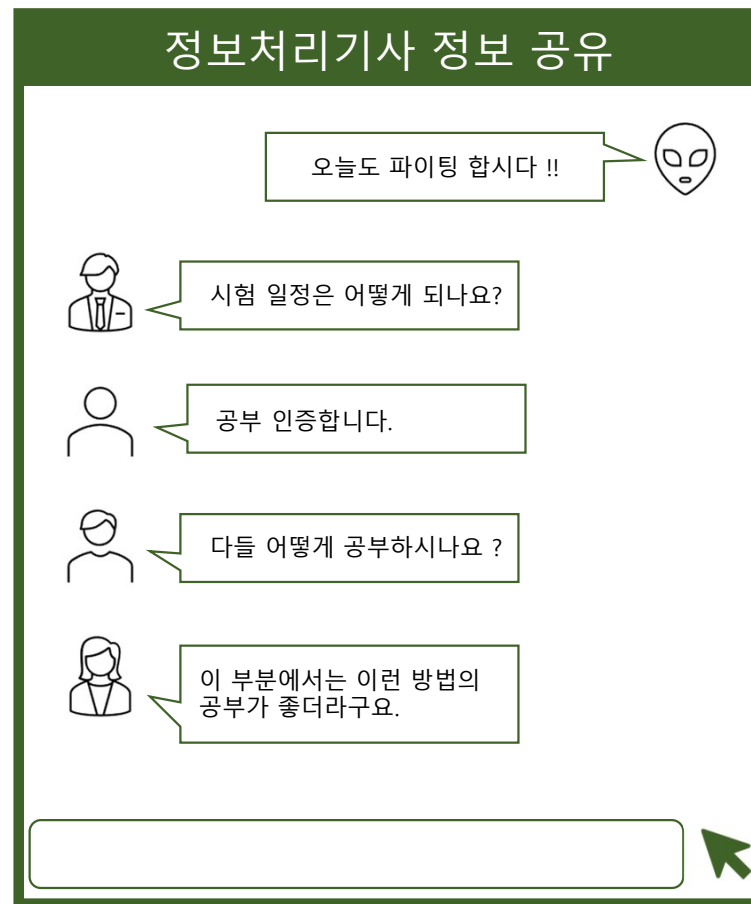 정보처리기사 정보 공유
오늘도 파이팅 합시다 !!
시험 일정은 어떻게 되나요?
공부 인증합니다.
다들 어떻게 공부하시나요 ?
이 부분에서는 이런 방법의
공부가 좋더라구요.